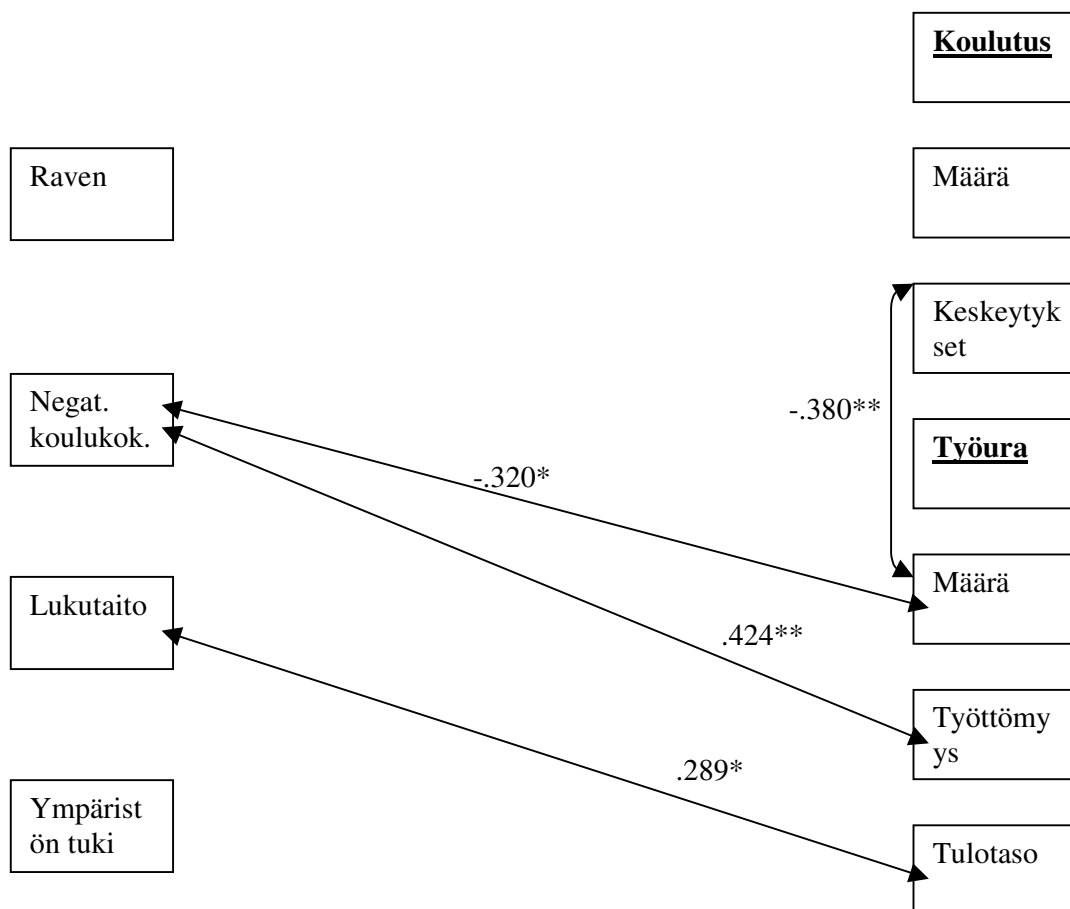 Koulutus
Raven
Määrä
Keskeytyk
set
Negat.
koulukok.
-.380**
Työura
-.320*
Määrä
Lukutaito
.424**
Työttömy
ys
.289*
Ympärist
ön tuki
Tulotaso